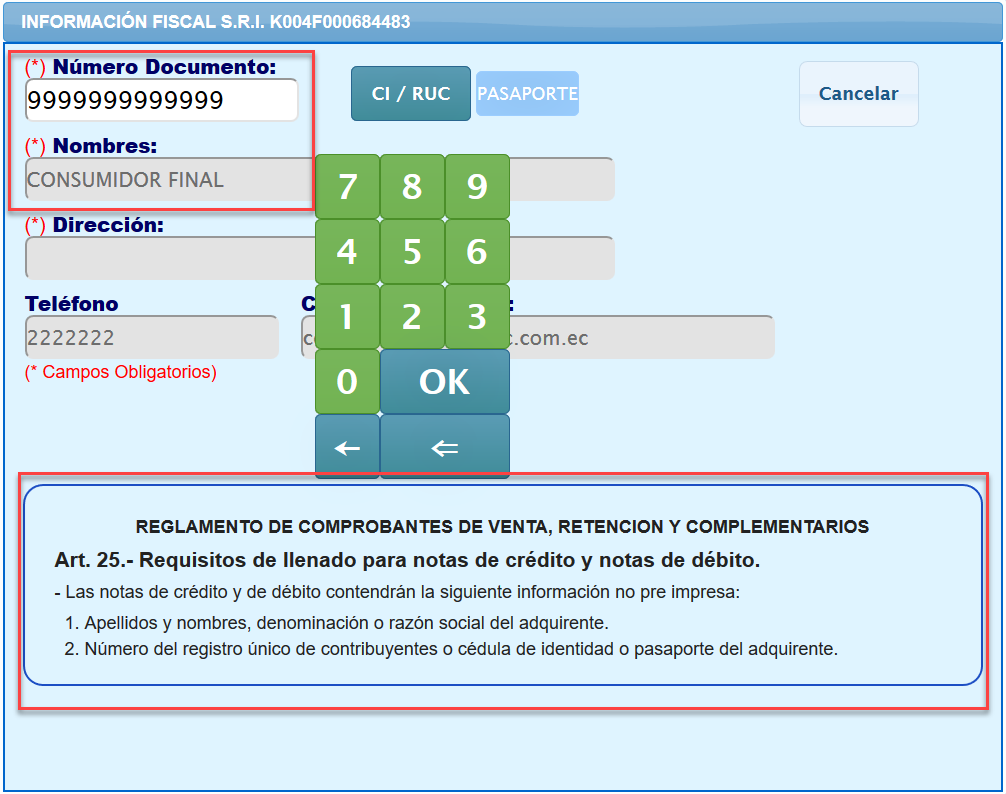 INFORMACIÓN FISCAL S.R.I. K004F000684483
(*) Número Documento:
9999999999999
CI / RUC
PASAPORTE
Cancelar
(*) Nombres:
CONSUMIDOR FINAL
7 8 9
(*) Dirección:
4 5 6
Teléfono
1 2 3
2222222
.com.ec
(* Campos Obligatorios)
0 OK
← ⇐
REGLAMENTO DE COMPROBANTES DE VENTA, RETENCION Y COMPLEMENTARIOS
Art. 25.- Requisitos de llenado para notas de crédito y notas de débito.
- Las notas de crédito y de débito contendrán la siguiente información no pre impresa:
1. Apellidos y nombres, denominación o razón social del adquirente.
2. Número del registro único de contribuyentes o cédula de identidad o pasaporte del adquirente.